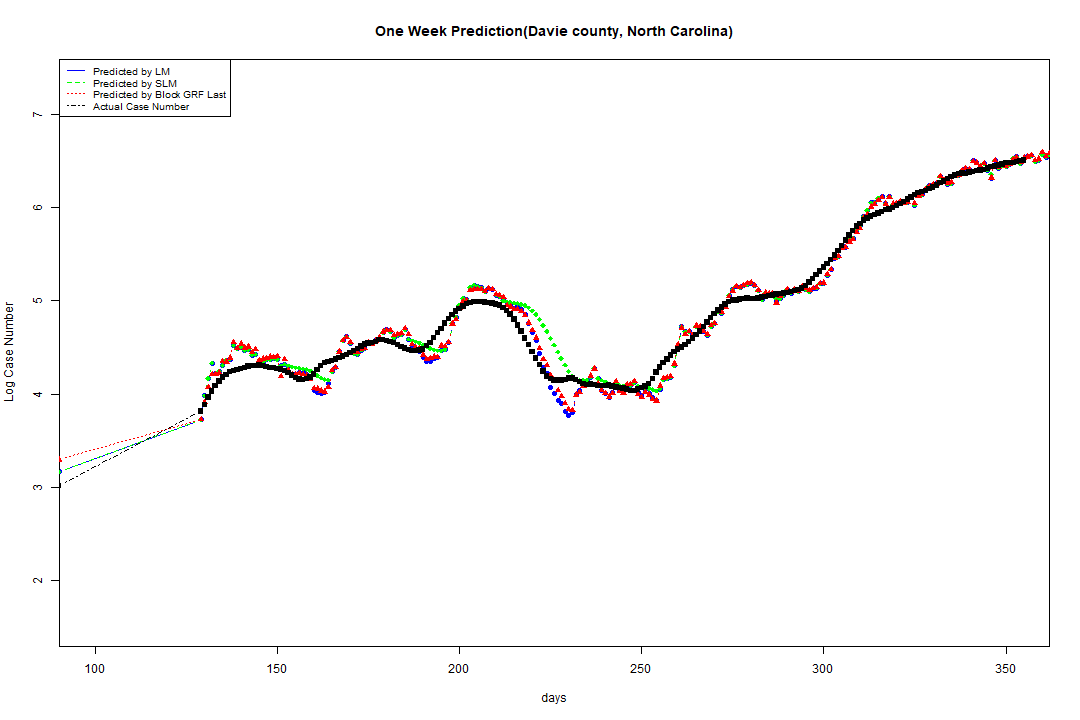 One Week Prediction(Davie county, North Carolina)
Predicted by LM
Predicted by SLM
Predicted by Block GRF Last
Actual Case Number
7
6
5
4
3
2
Log Case Number
100 150 200 250 300 350
days